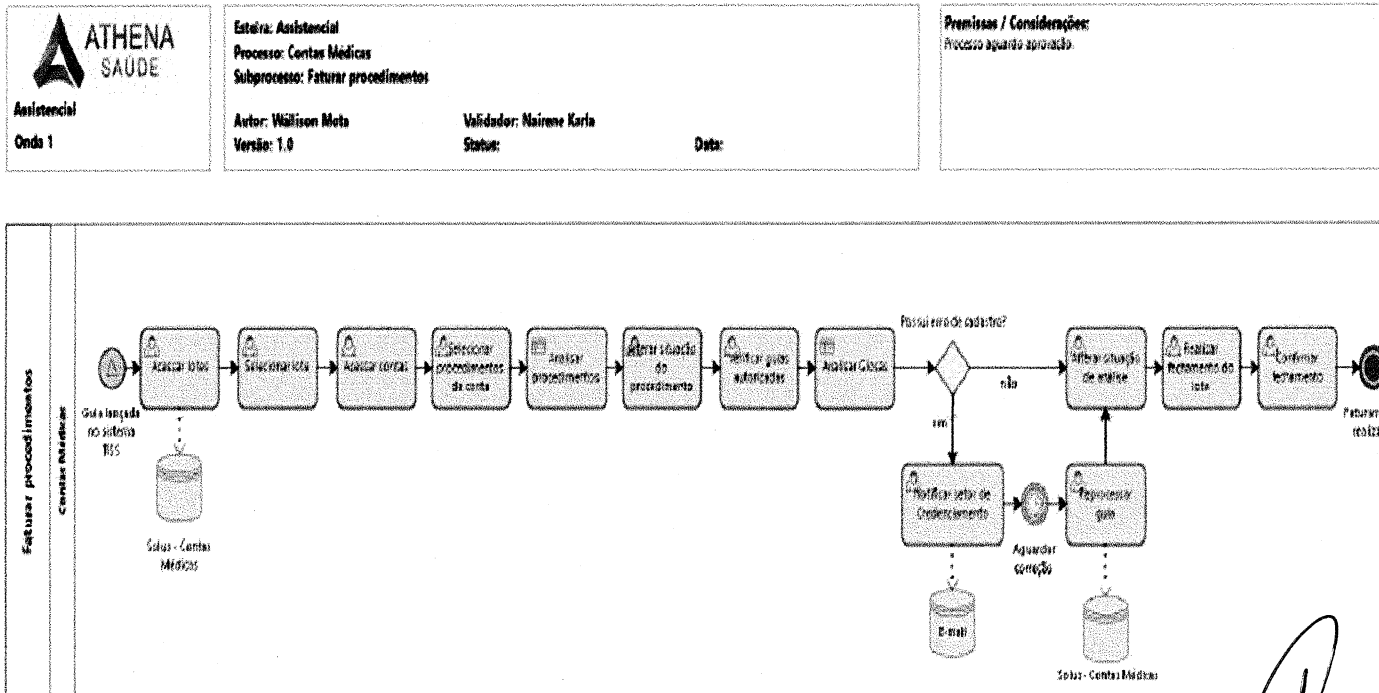 ATHENA
SAÚDE
Assistencial
Onda 1
Esteira: Assistencial
Processo: Contas Médicas
Subprocesso: Faturar procedimentos
Autor: Wállison Mota
Validador: Nairene Karla
Versão: 1.0
Status:
Data:
Premissas / Considerações:
Processo aguarda aprovação.
Faturar procedimentos
Contas Médicas
Guia lançada
no sistema
TISS
Acessar lotes
Selecionar lote
Acessar contas
Selecionar
procedimentos
da conta
Analisar
procedimentos
Alterar situação
do
procedimento
Verificar guias
autorizadas
Analisar Glosas
Possui erro de cadastro?
não
sim
Alterar situação
de análise
Realizar
fechamento do
lote
Confirmar
fechamento
Faturam
realiz
Solus - Contas
Médicas
Notificar setor de
Credenciamento
Aguardar
correção
Reprocessar
guia
E-mail
Solus - Contas Médicas